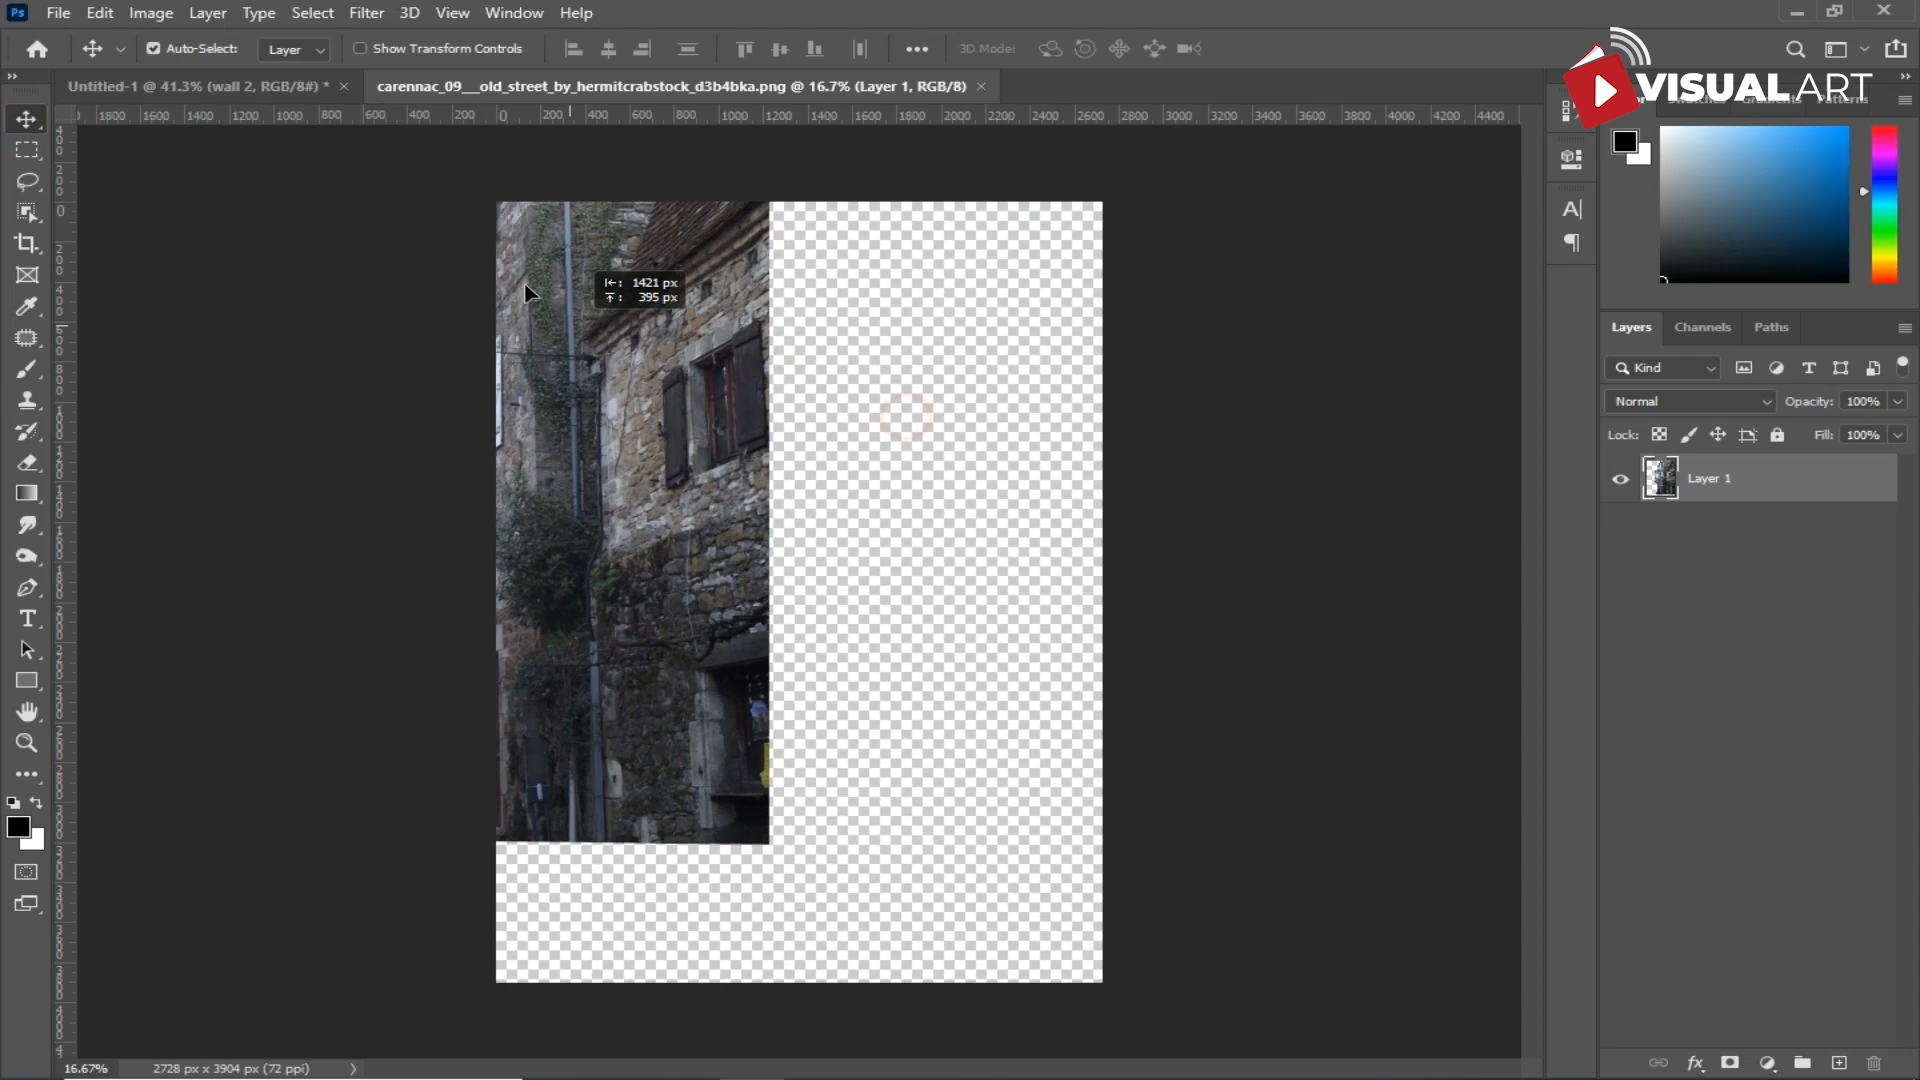 Ps File Edit Image Layer Type Select Filter 3D View Window Help
Auto-Select: Layer Show Transform Controls 3D Mode:
VISUAL ART
Untitled-1 @ 41.3% (wall 2, RGB/8#) * × carennac_09__old_street_by_hermitcrabstock_d3b4bka.png @ 16.7% (Layer 1, RGB/8) ×
1800 1600 1400 1200 1000 800 600 400 200 0 200 400 600 800 1000 1200 1400 1600 1800 2000 2200 2400 2600 2800 3000 3200 3400 3600 3800 4000 4200 4400
1421 px
395 px
Layers Channels Paths
Kind
Normal Opacity: 100%
Lock: Fill: 100%
Layer 1
16.67% 2728 px x 3904 px (72 ppi)